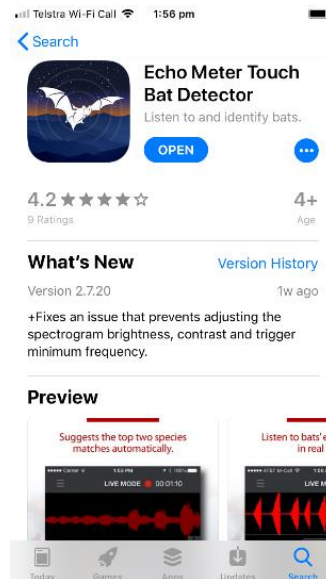 Telstra Wi-Fi Call 1:56 pm
Search
Echo Meter Touch
Bat Detector
Listen to and identify bats.
OPEN
4.2 4+
9 Ratings Age
What's New Version History
Version 2.7.20 1w ago
+Fixes an issue that prevents adjusting the
spectrogram brightness, contrast and trigger
minimum frequency.
Preview
Suggests the top two species Listen to bats' e
matches automatically. in real
LIVE MODE 00:01:10 LIVE M
Today Games Apps Updates Search